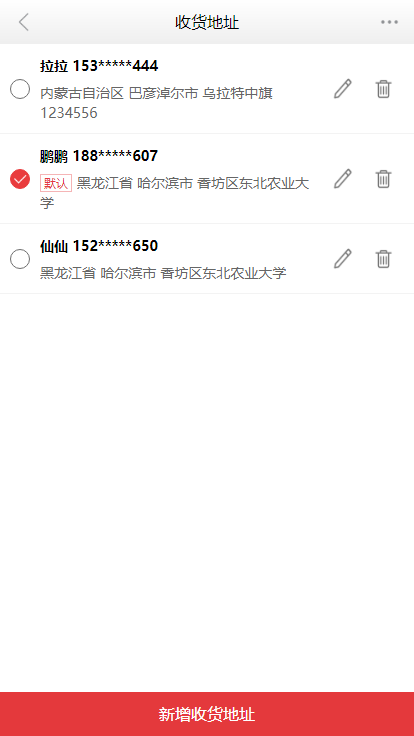 收货地址
拉拉 153*****444
内蒙古自治区 巴彦淖尔市 乌拉特中旗
1234556
鹏鹏 188*****607
默认 黑龙江省 哈尔滨市 香坊区东北农业大
学
仙仙 152*****650
黑龙江省 哈尔滨市 香坊区东北农业大学
新增收货地址